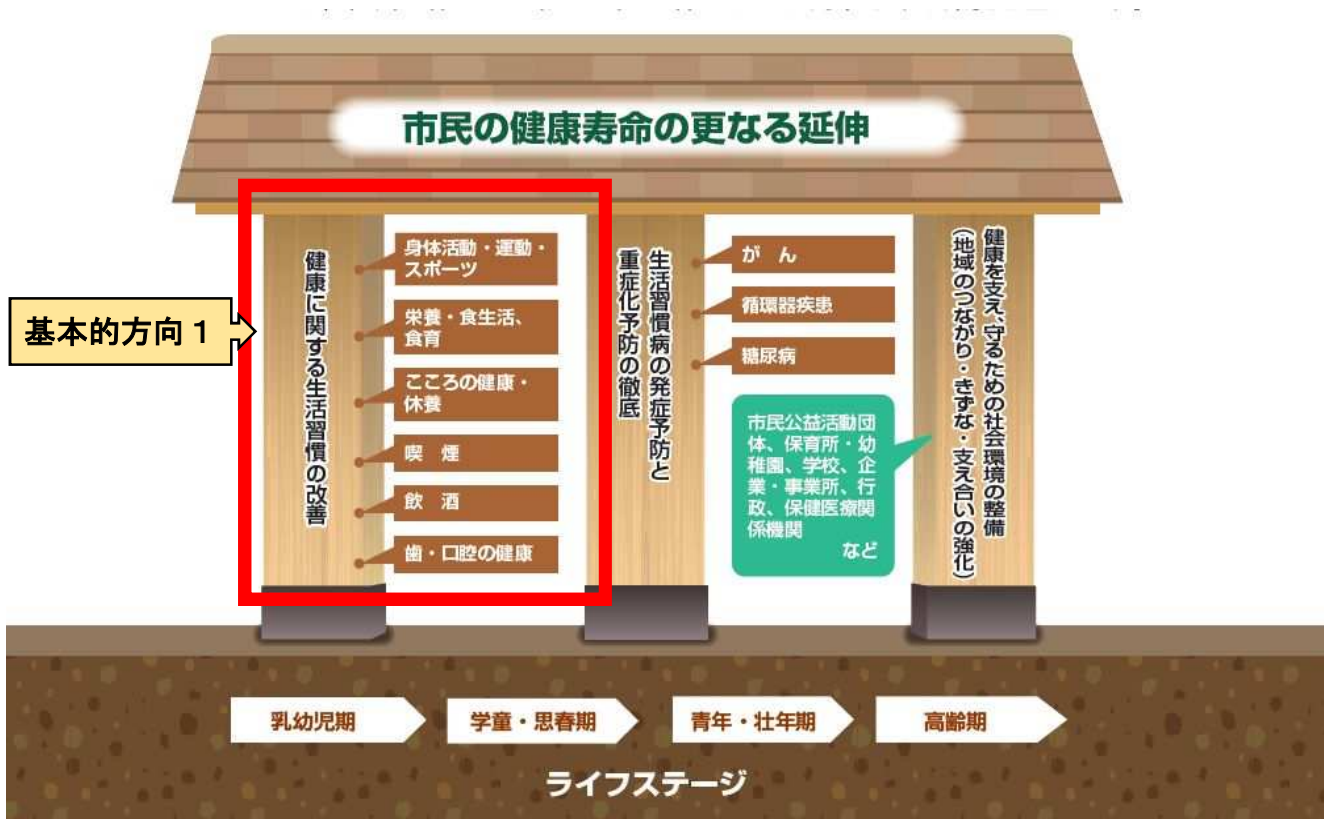 市民の健康寿命の更なる延伸
基本的方向1
健康に関する生活習慣の改善
身体活動・運動・
スポーツ
栄養・食生活、
食育
こころの健康・
休養
喫 煙
飲 酒
歯・口腔の健康
生活習慣病の発症予防と
重症化予防の徹底
が ん
循環器疾患
糖尿病
健康を支え、守るための社会環境の整備
(地域のつながり・きずな・支え合いの強化)
市民公益活動団
体、保育所・幼
稚園、学校、企
業・事業所、行
政、保健医療関
係機関
など
乳幼児期
学童・思春期
青年・壮年期
高齢期
ライフステージ